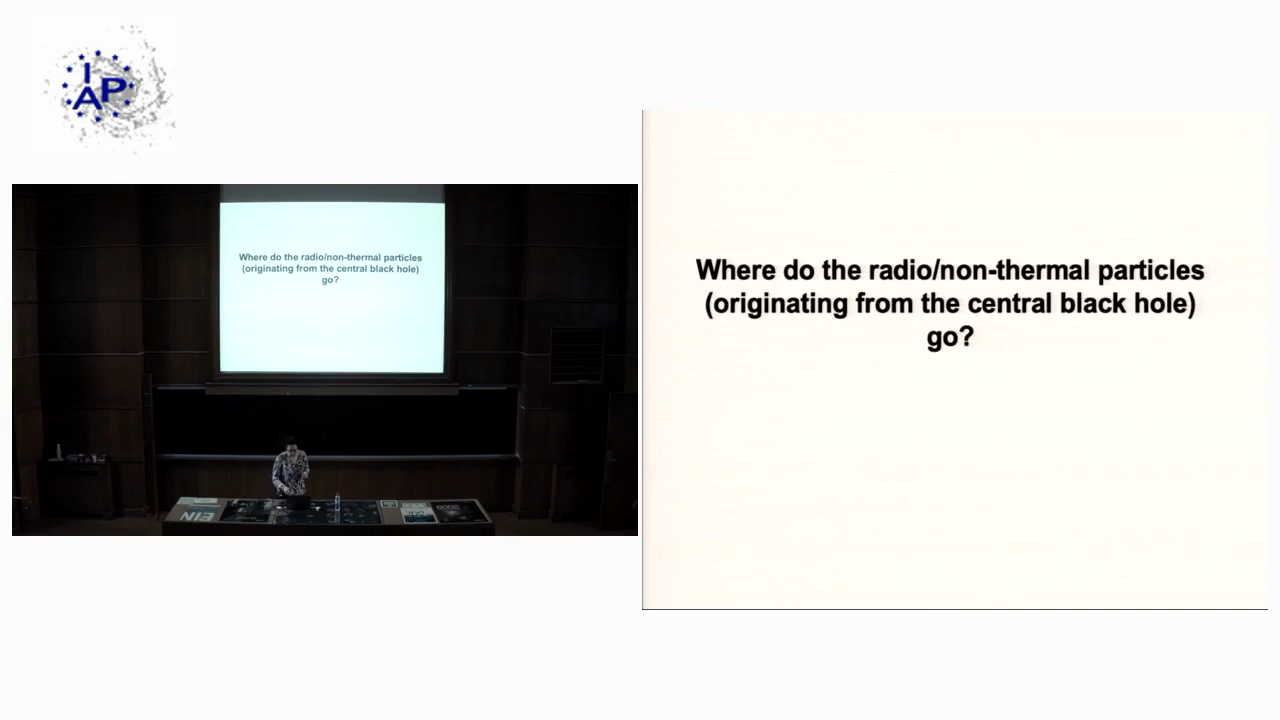 I
AP
Where do the radio/non-thermal particles
(originating from the central black hole)
go?
Where do the radio/non-thermal particles
(originating from the central black hole)
go?